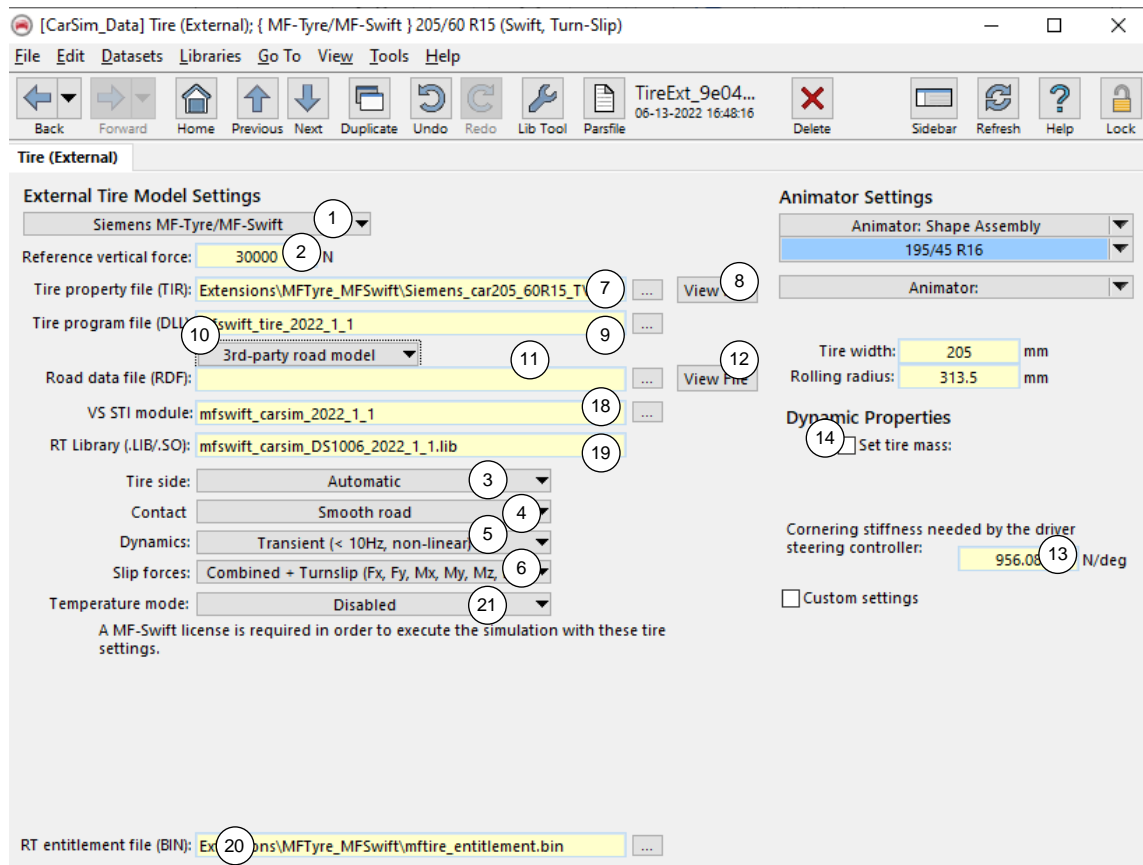 [CarSim_Data] Tire (External); { MF-Tyre/MF-Swift } 205/60 R15 (Swift, Turn-Slip)
File Edit Datasets Libraries Go To View Tools Help
TireExt_9e04...
06-13-2022 16:48:16
Back Forward Home Previous Next Duplicate Undo Redo Lib Tool Parsfile Delete Sidebar Refresh Help Lock
Tire (External)
External Tire Model Settings
Siemens MF-Tyre/MF-Swift 1
Reference vertical force: 30000 2 N
Tire property file (TIR): Extensions\MFTyre_MFSwift\Siemens_car205_60R15_T 7 ... View 8
Tire program file (DLL) mfswift_tire_2022_1_1 9 ...
10 3rd-party road model
Road data file (RDF): 11 ... View File 12
VS STI module: mfswift_carsim_2022_1_1 18 ...
RT Library (.LIB/.SO): mfswift_carsim_DS1006_2022_1_1.lib 19
Tire side: Automatic 3
Contact Smooth road 4
Dynamics: Transient (< 10Hz, non-linear) 5
Slip forces: Combined + Turnslip (Fx, Fy, Mx, My, Mz, 6
Temperature mode: Disabled 21
A MF-Swift license is required in order to execute the simulation with these tire
settings.
RT entitlement file (BIN): Extensions\MFTyre_MFSwift\mftire_entitlement.bin 20 ...
Animator Settings
Animator: Shape Assembly
195/45 R16
Animator:
Tire width: 205 mm
Rolling radius: 313.5 mm
Dynamic Properties
14 Set tire mass:
Cornering stiffness needed by the driver
steering controller:
956.08 13 N/deg
Custom settings